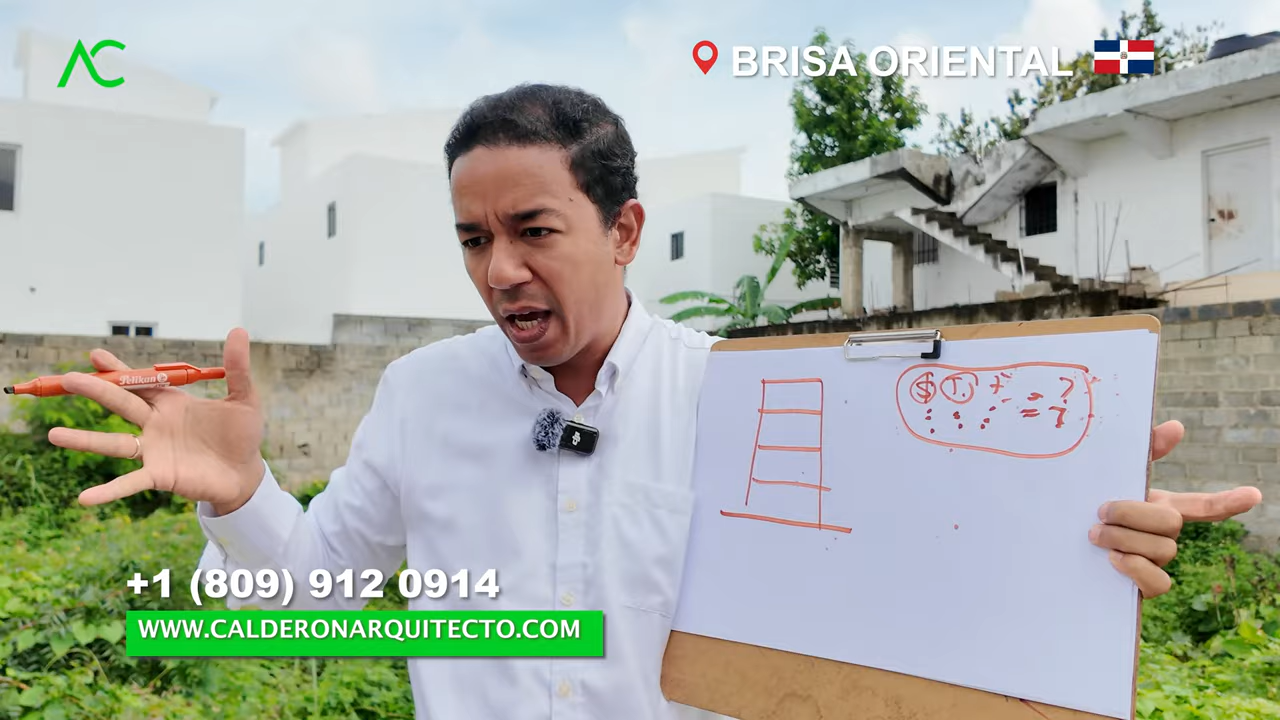 AC
BRISA ORIENTAL
Pelikan
$ T. + - = ?
= ?
+1 (809) 912 0914
WWW.CALDERONARQUITECTO.COM